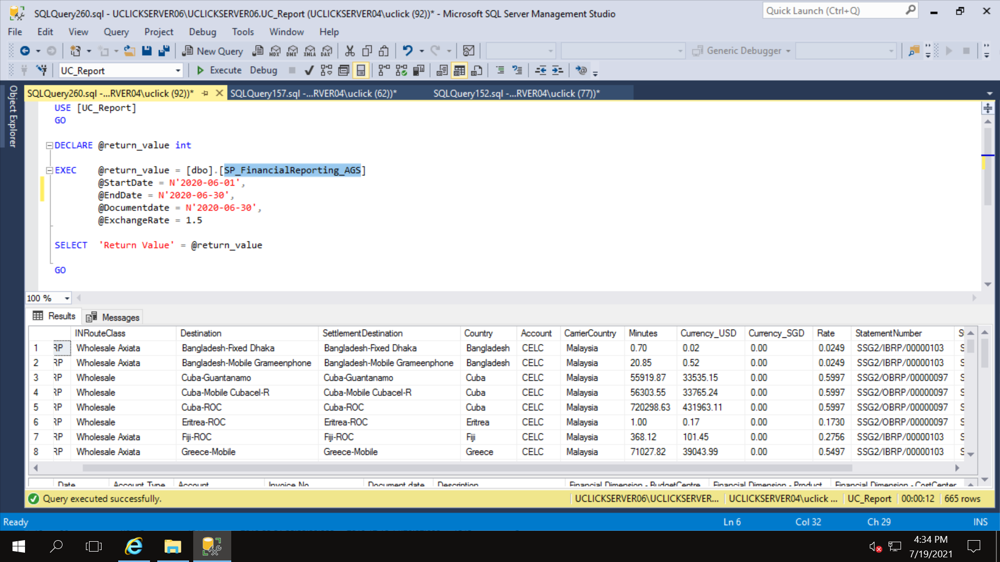 SQLQuery260.sql - UCLICKSERVER06\UCLICKSERVER06.UC_Report (UCLICKSERVER04\uclick (92))* - Microsoft SQL Server Management Studio
Quick Launch (Ctrl+Q)
File Edit View Query Project Debug Tools Window Help
New Query MDX DMX XMLA DAX Generic Debugger
UC_Report Execute Debug
Object Explorer
SQLQuery260.sql -...RVER04\uclick (92))* SQLQuery157.sql -...RVER04\uclick (62))* SQLQuery152.sql -...RVER04\uclick (77))*
USE [UC_Report]
GO
DECLARE @return_value int
EXEC @return_value = [dbo].[SP_FinancialReporting_AGS]
@StartDate = N'2020-06-01',
@EndDate = N'2020-06-30',
@Documentdate = N'2020-06-30',
@ExchangeRate = 1.5
SELECT 'Return Value' = @return_value
GO
100 %
Results Messages
INRouteClass Destination SettlementDestination Country Account CarrierCountry Minutes Currency_USD Currency_SGD Rate StatementNumber
1 RP Wholesale Axiata Bangladesh-Fixed Dhaka Bangladesh-Fixed Dhaka Bangladesh CELC Malaysia 0.70 0.02 0.00 0.0249 SSG2/IBRP/00000103
2 RP Wholesale Axiata Bangladesh-Mobile Grameenphone Bangladesh-Mobile Grameenphone Bangladesh CELC Malaysia 20.85 0.52 0.00 0.0249 SSG2/IBRP/00000103
3 RP Wholesale Cuba-Guantanamo Cuba-Guantanamo Cuba CELC Malaysia 55919.87 33535.15 0.00 0.5997 SSG2/OBRP/00000097
4 RP Wholesale Cuba-Mobile Cubacel-R Cuba-Mobile Cubacel-R Cuba CELC Malaysia 56303.55 33765.24 0.00 0.5997 SSG2/OBRP/00000097
5 RP Wholesale Cuba-ROC Cuba-ROC Cuba CELC Malaysia 720298.63 431963.11 0.00 0.5997 SSG2/OBRP/00000097
6 RP Wholesale Eritrea-ROC Eritrea-ROC Eritrea CELC Malaysia 1.00 0.17 0.00 0.1730 SSG2/OBRP/00000097
7 RP Wholesale Axiata Fiji-ROC Fiji-ROC Fiji CELC Malaysia 368.12 101.45 0.00 0.2756 SSG2/IBRP/00000103
8 RP Wholesale Axiata Greece-Mobile Greece-Mobile Greece CELC Malaysia 71027.82 39043.99 0.00 0.5497 SSG2/IBRP/00000103
Date Account Type Account Invoice No Document date Description Financial Dimension - BudgetCentre Financial Dimension - Product Financial Dimension - CostCenter
Query executed successfully. UCLICKSERVER06\UCLICKSERVER... UCLICKSERVER04\uclick ... UC_Report 00:00:12 665 rows
Ready Ln 6 Col 32 Ch 29 INS
4:34 PM
7/19/2021